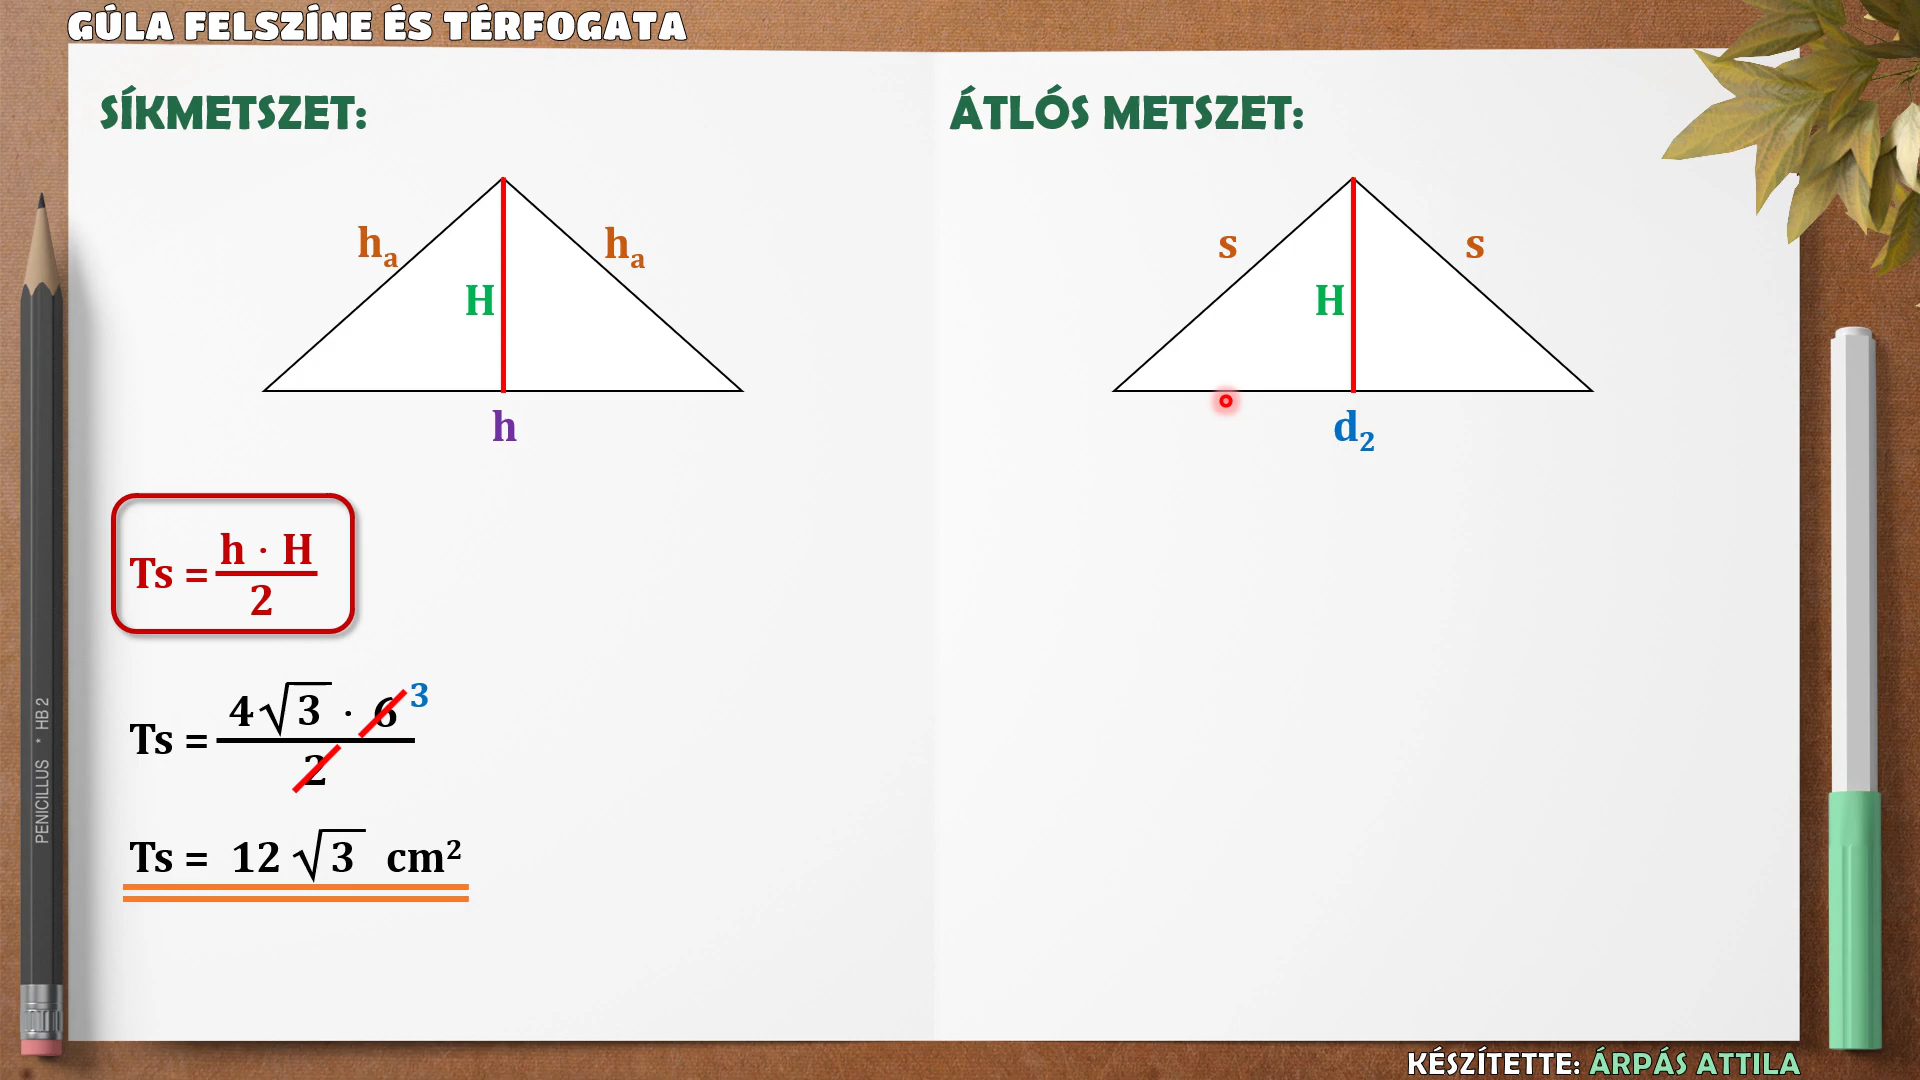 GÚLA FELSZÍNE ÉS TÉRFOGATA
SÍKMETSZET:
hₐ
hₐ
H
h
Ts = h · H / 2
Ts = 4√3 · 6 / 2
3
Ts = 12 √3 cm²
ÁTLÓS METSZET:
s
s
H
d₂
PENICILLUS * HB 2
KÉSZÍTETTE: ÁRPÁS ATTILA